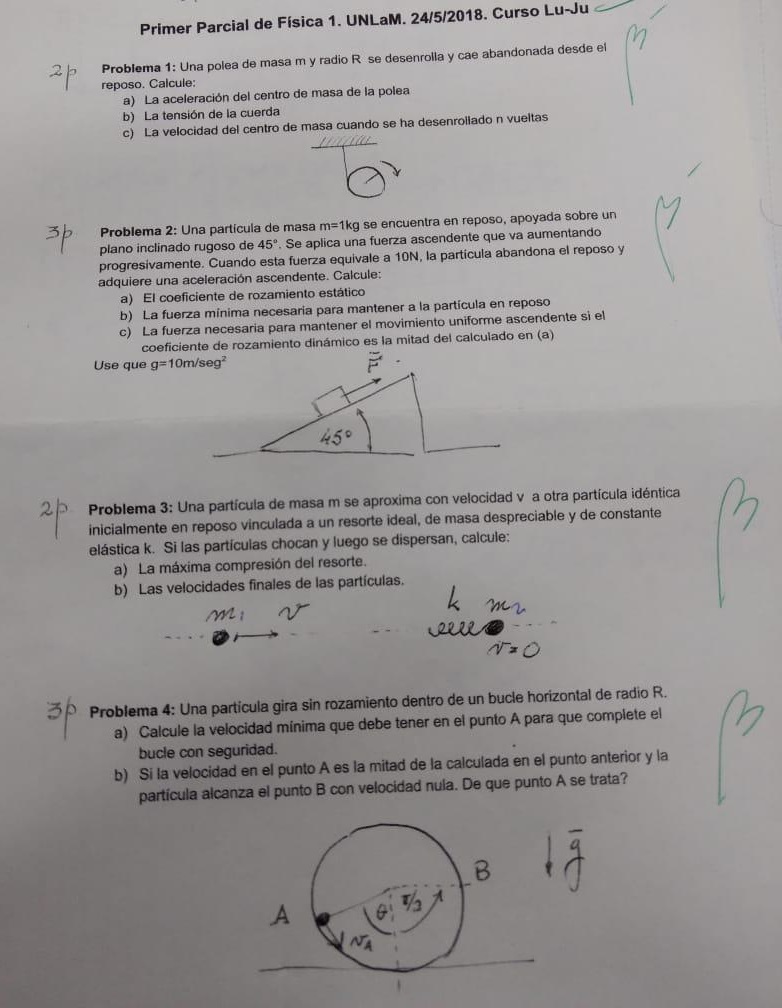 Primer Parcial de Física 1. UNLaM. 24/5/2018. Curso Lu-Ju
2p
Problema 1: Una polea de masa m y radio R se desenrolla y cae abandonada desde el
reposo. Calcule:
a) La aceleración del centro de masa de la polea
b) La tensión de la cuerda
c) La velocidad del centro de masa cuando se ha desenrollado n vueltas
3p
Problema 2: Una partícula de masa m=1kg se encuentra en reposo, apoyada sobre un
plano inclinado rugoso de 45°. Se aplica una fuerza ascendente que va aumentando
progresivamente. Cuando esta fuerza equivale a 10N, la partícula abandona el reposo y
adquiere una aceleración ascendente. Calcule:
a) El coeficiente de rozamiento estático
b) La fuerza mínima necesaria para mantener a la partícula en reposo
c) La fuerza necesaria para mantener el movimiento uniforme ascendente si el
coeficiente de rozamiento dinámico es la mitad del calculado en (a)
Use que g=10m/seg²
F
45°
2p
Problema 3: Una partícula de masa m se aproxima con velocidad v a otra partícula idéntica
inicialmente en reposo vinculada a un resorte ideal, de masa despreciable y de constante
elástica k. Si las partículas chocan y luego se dispersan, calcule:
a) La máxima compresión del resorte.
b) Las velocidades finales de las partículas.
m₁ v k m₂
v=0
3p
Problema 4: Una partícula gira sin rozamiento dentro de un bucle horizontal de radio R.
a) Calcule la velocidad mínima que debe tener en el punto A para que complete el
bucle con seguridad.
b) Si la velocidad en el punto A es la mitad de la calculada en el punto anterior y la
partícula alcanza el punto B con velocidad nula. De que punto A se trata?
B g
A θ π/2
vA